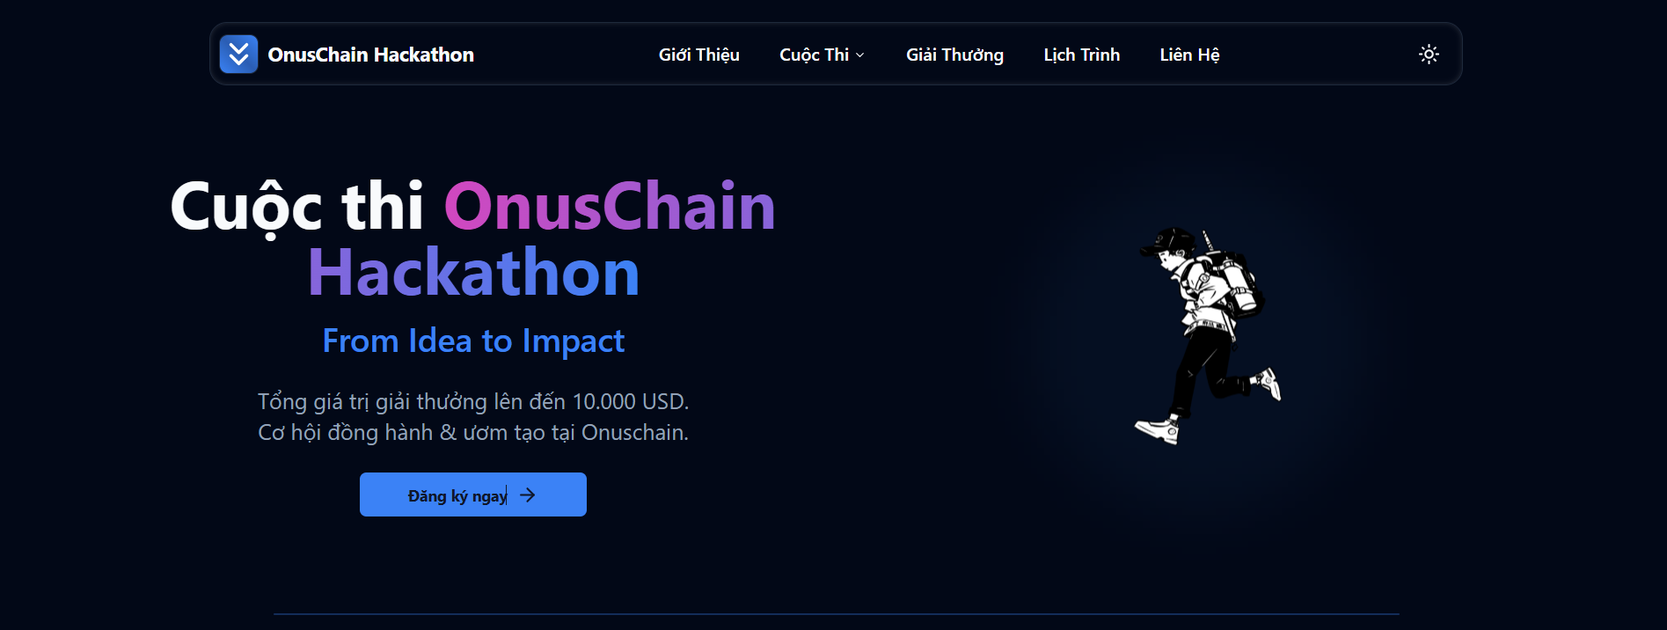 OnusChain Hackathon
Giới Thiệu
Cuộc Thi
Giải Thưởng
Lịch Trình
Liên Hệ
Cuộc thi OnusChain
Hackathon
From Idea to Impact
Tổng giá trị giải thưởng lên đến 10.000 USD.
Cơ hội đồng hành & ươm tạo tại Onuschain.
Đăng ký ngay